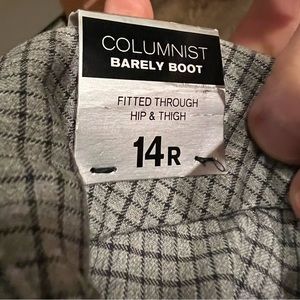 COLUMNIST
BARELY BOOT
FITTED THROUGH
HIP & THIGH
14R